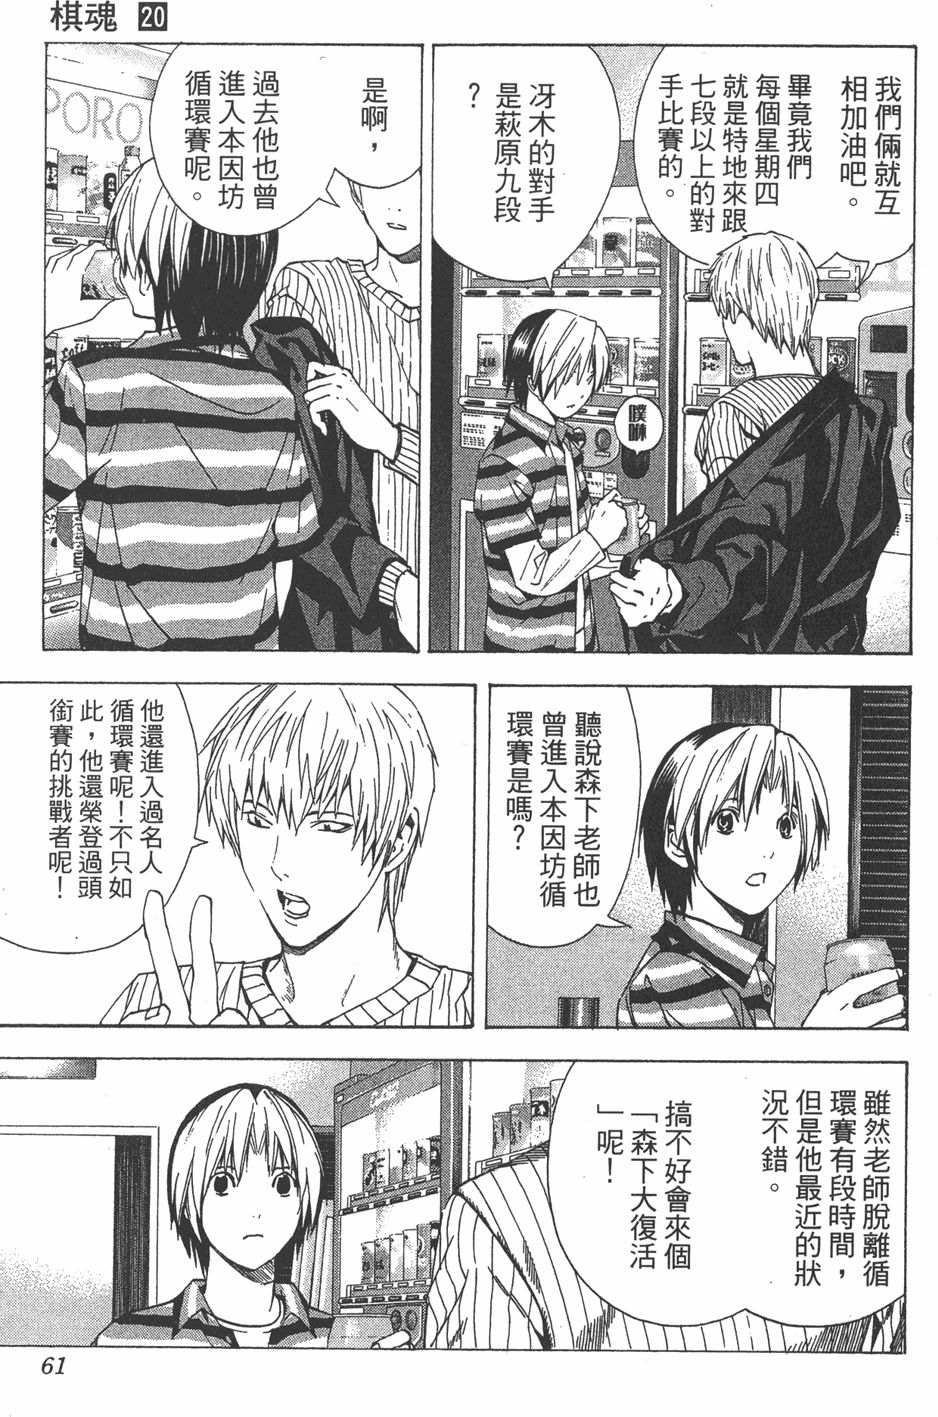 棋魂 20
我們倆就互
相加油吧。
畢竟我們
每個星期四
就是特地來跟
七段以上的對
手比賽的。
冴木的對手
是萩原九段
?
噗咻
是啊，
過去他也曾
進入本因坊
循環賽呢。
PORO
聽說森下老師也
曾進入本因坊循
環賽是嗎?
他還進入過名人
循環賽呢!不只如
此，他還榮登過頭
銜賽的挑戰者呢!
雖然老師脫離循
環賽有段時間，
但是他最近的狀
況不錯。
搞不好會來個
「森下大復活
」呢!
61